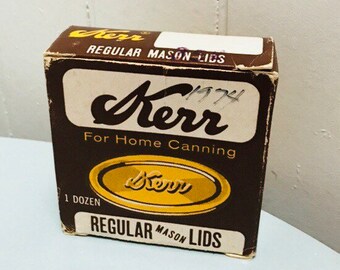 Kerr
REGULAR MASON LIDS
Kerr
1974
For Home Canning
Kerr
1 DOZEN
REGULAR MASON LIDS